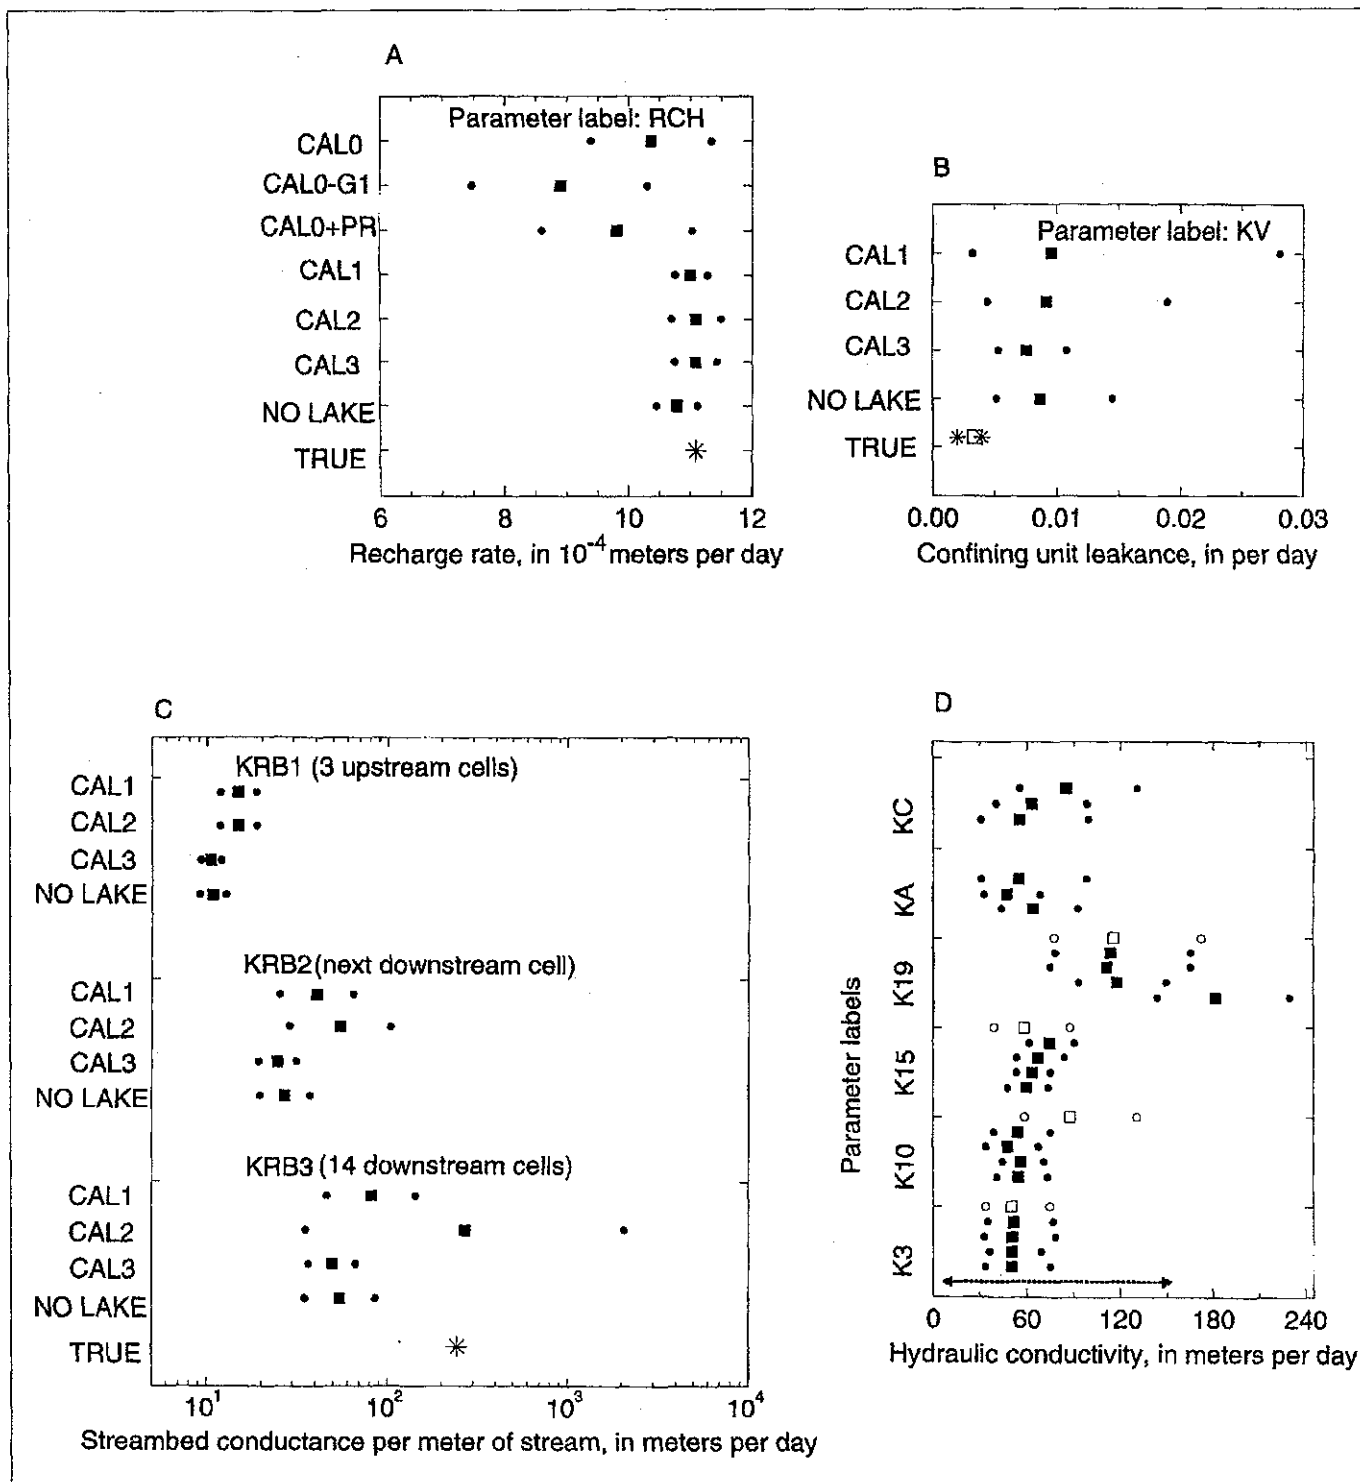 A
Parameter label: RCH
CAL0
CAL0-G1
CAL0+PR
CAL1
CAL2
CAL3
NO LAKE
TRUE
6 8 10 12
Recharge rate, in 10⁻⁴ meters per day
B
Parameter label: KV
CAL1
CAL2
CAL3
NO LAKE
TRUE
0.00 0.01 0.02 0.03
Confining unit leakance, in per day
C
KRB1 (3 upstream cells)
CAL1
CAL2
CAL3
NO LAKE
KRB2 (next downstream cell)
CAL1
CAL2
CAL3
NO LAKE
KRB3 (14 downstream cells)
CAL1
CAL2
CAL3
NO LAKE
TRUE
10¹ 10² 10³ 10⁴
Streambed conductance per meter of stream, in meters per day
D
Parameter labels
KC
KA
K19
K15
K10
K3
0 60 120 180 240
Hydraulic conductivity, in meters per day